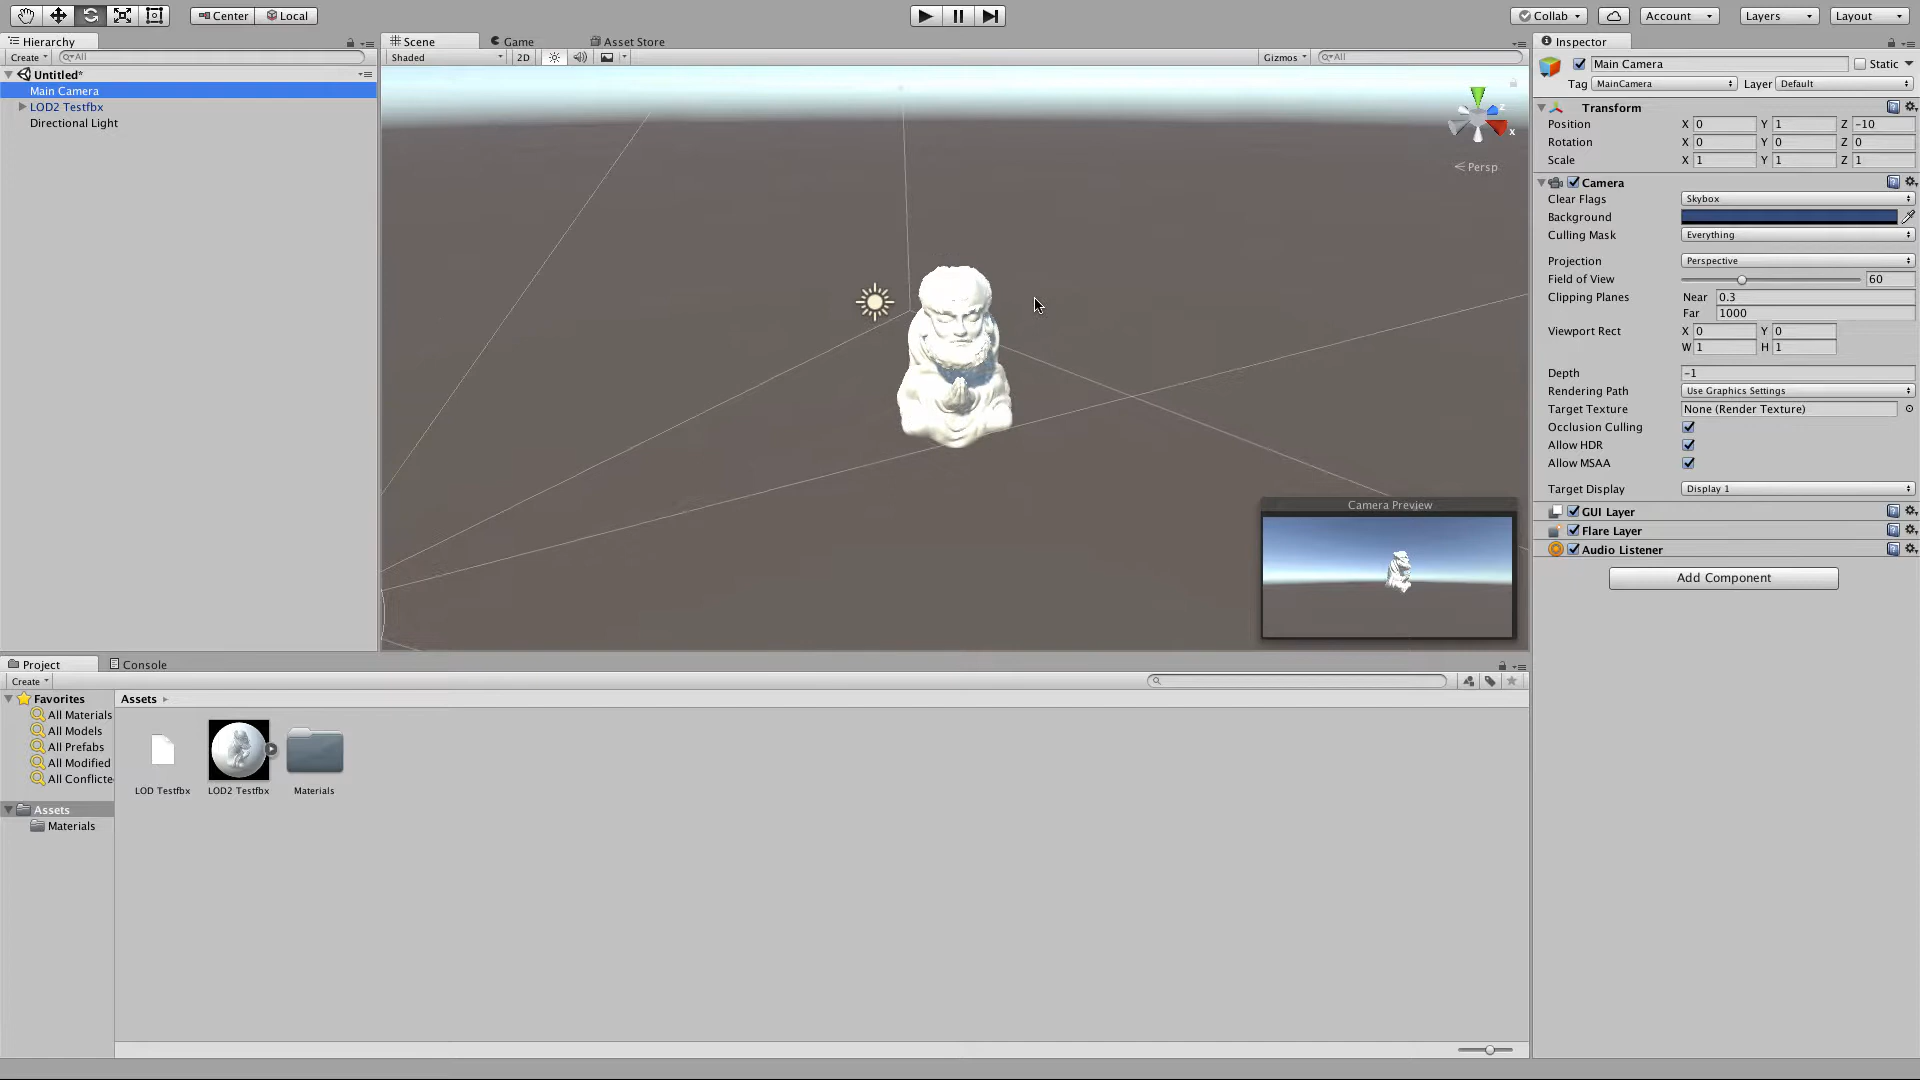 Center Local Collab Account Layers Layout
Hierarchy
Create All
Untitled*
Main Camera
LOD2 Testfbx
Directional Light
Scene Game Asset Store
Shaded 2D Gizmos All
z
x
Persp
Camera Preview
Project Console
Create
Favorites
All Materials
All Models
All Prefabs
All Modified
All Conflicte
Assets
Materials
Assets
LOD Testfbx LOD2 Testfbx Materials
Inspector
Main Camera Static
Tag MainCamera Layer Default
Transform
Position X 0 Y 1 Z -10
Rotation X 0 Y 0 Z 0
Scale X 1 Y 1 Z 1
Camera
Clear Flags Skybox
Background
Culling Mask Everything
Projection Perspective
Field of View 60
Clipping Planes Near 0.3
Far 1000
Viewport Rect X 0 Y 0
W 1 H 1
Depth -1
Rendering Path Use Graphics Settings
Target Texture None (Render Texture)
Occlusion Culling
Allow HDR
Allow MSAA
Target Display Display 1
GUI Layer
Flare Layer
Audio Listener
Add Component